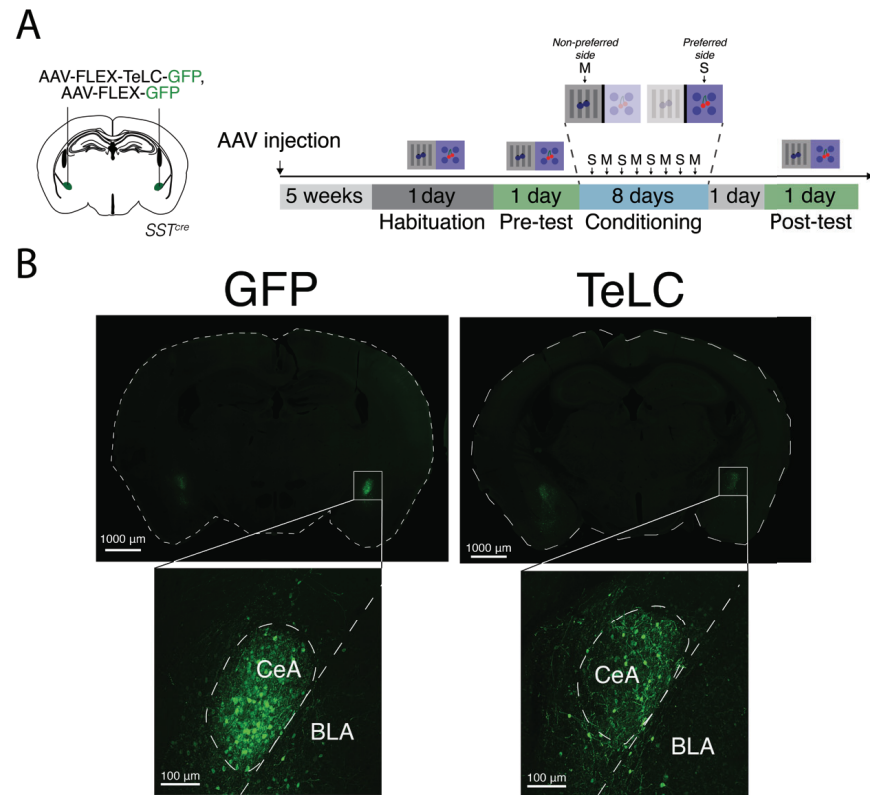 A
AAV-FLEX-TeLC-GFP,
AAV-FLEX-GFP
SSTcre
AAV injection
Non-preferred
side
M
Preferred
side
S
S M S M S M S M
5 weeks 1 day 1 day 8 days 1 day 1 day
Habituation Pre-test Conditioning Post-test
B
GFP TeLC
1000 µm 1000 µm
CeA CeA
BLA BLA
100 µm 100 µm